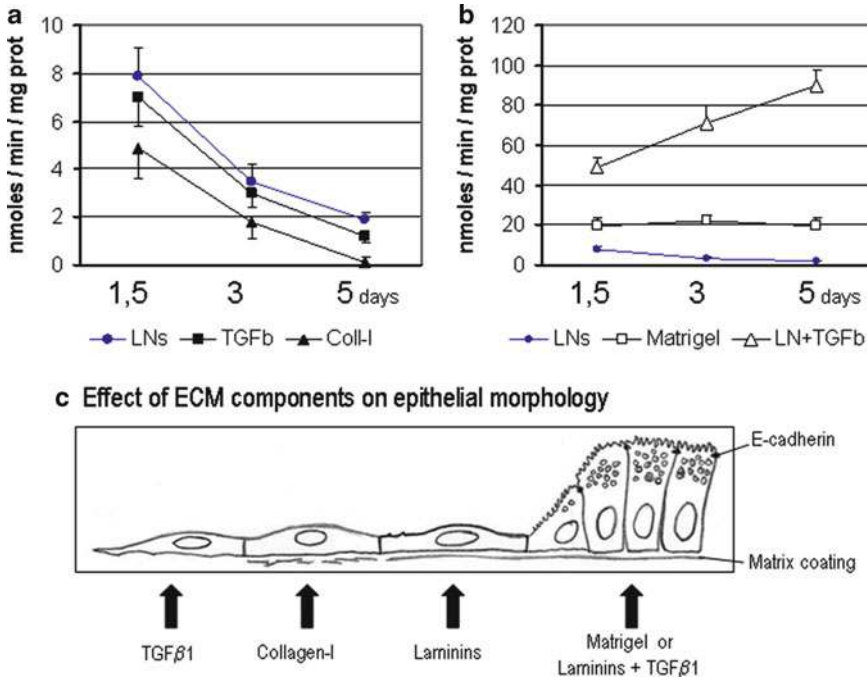 a
b
nmoles / min / mg prot
10
8
6
4
2
0
1,5 3 5 days
LNs TGFb Coll-I
nmoles / min / mg prot
120
100
80
60
40
20
0
1,5 3 5 days
LNs Matrigel LN+TGFb
c Effect of ECM components on epithelial morphology
E-cadherin
Matrix coating
TGFβ1
Collagen-I
Laminins
Matrigel or
Laminins + TGFβ1